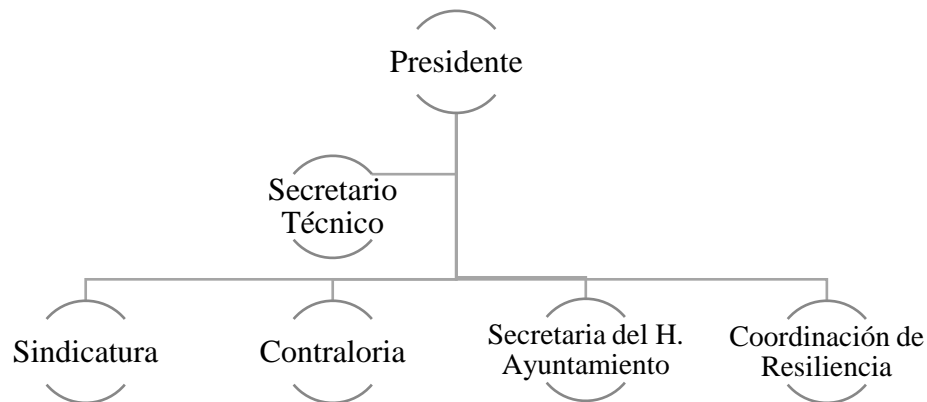 Presidente
Secretario
Técnico
Sindicatura
Contraloria
Secretaria del H.
Ayuntamiento
Coordinación de
Resiliencia